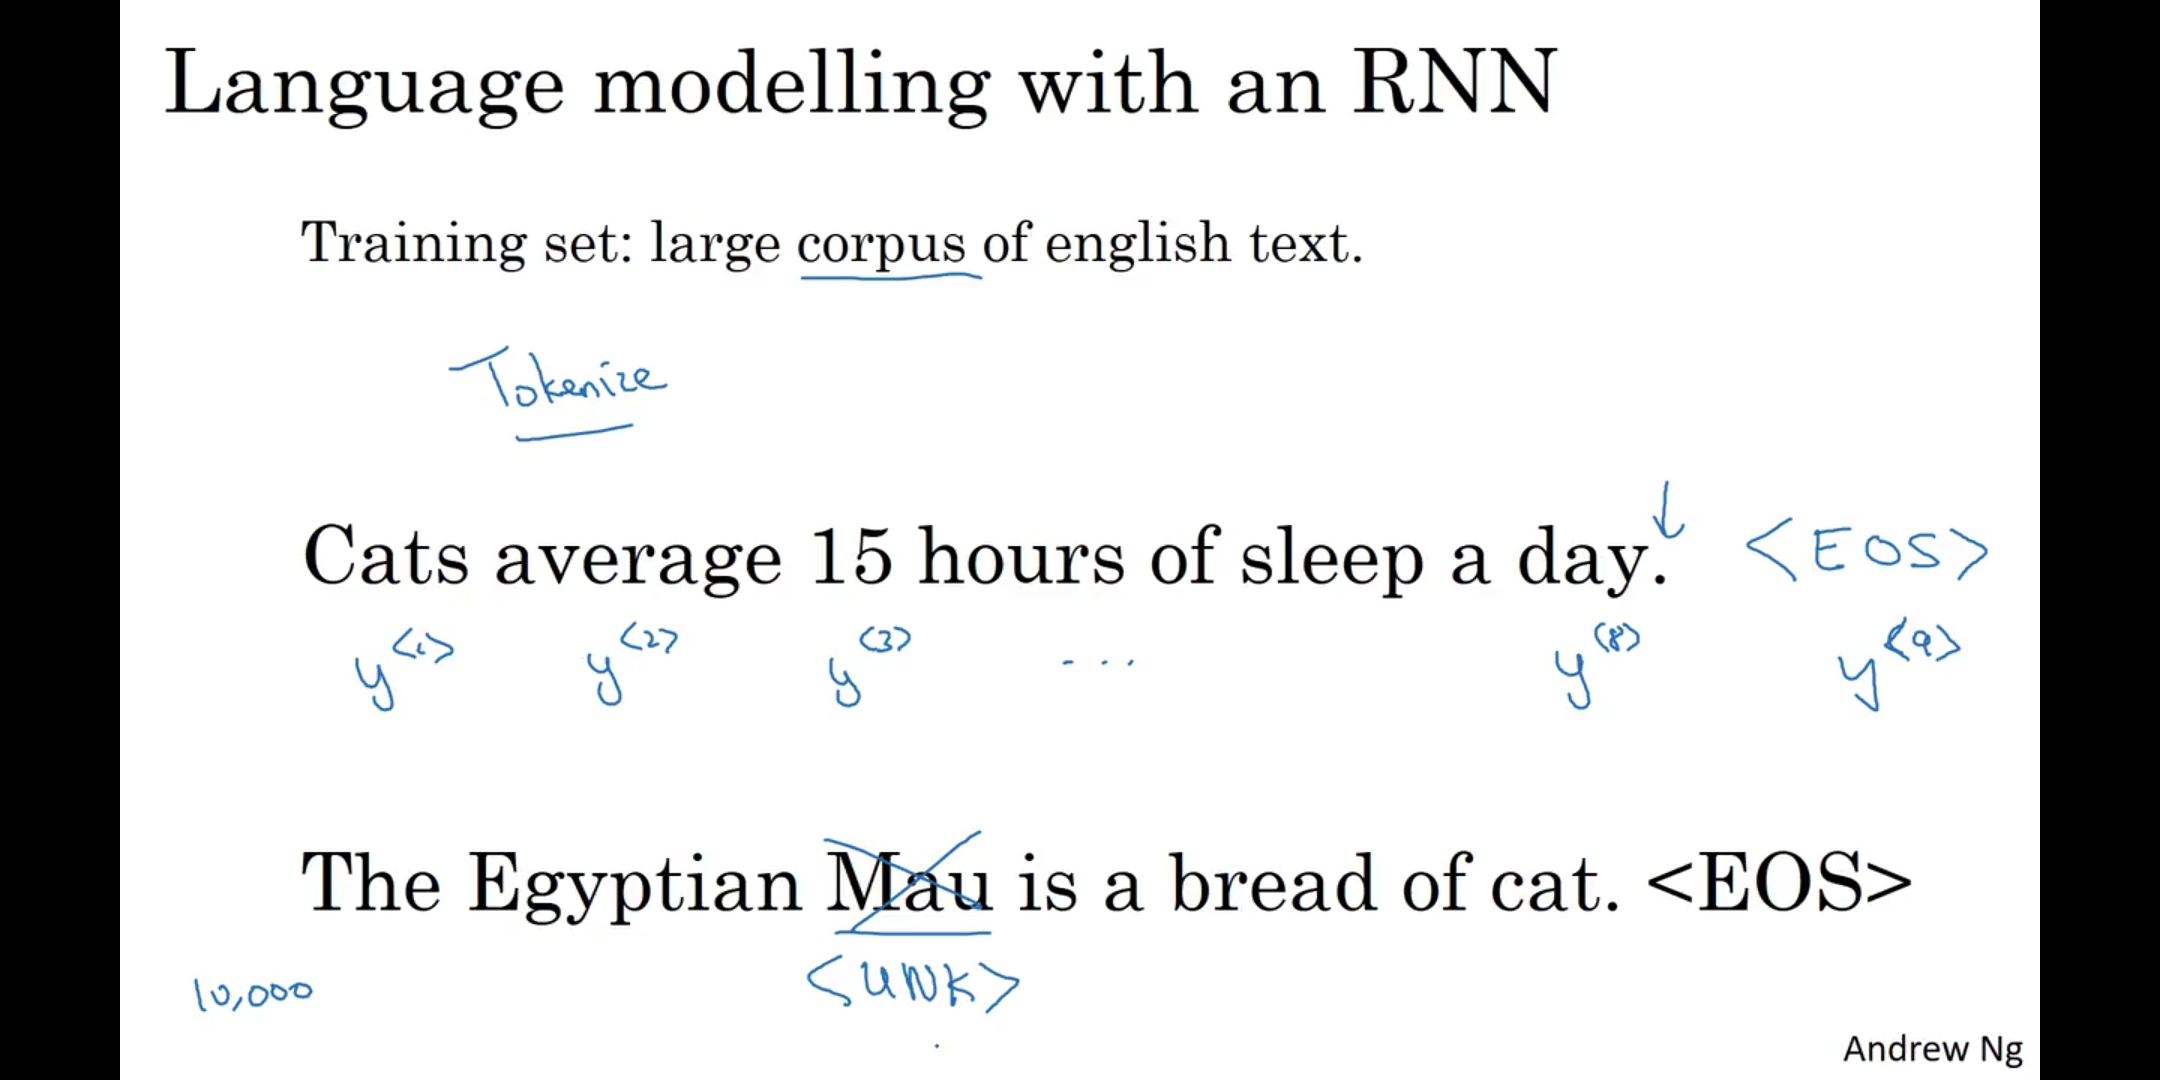 Language modelling with an RNN
Training set: large corpus of english text.
Tokenize
Cats average 15 hours of sleep a day. <EOS>
y<1> y<2> y<3> ... y<8> y<9>
The Egyptian Mau is a bread of cat. <EOS>
10,000 <UNK>
Andrew Ng